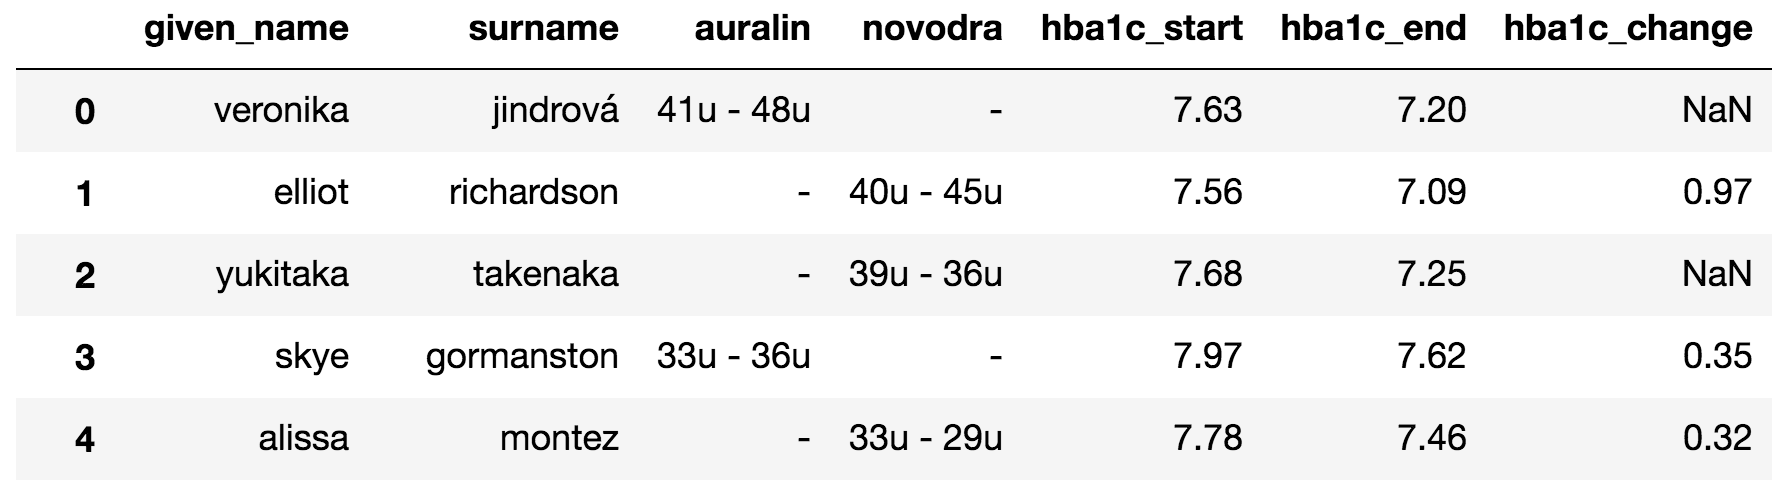 given_name surname auralin novodra hba1c_start hba1c_end hba1c_change
0 veronika jindrová 41u - 48u - 7.63 7.20 NaN
1 elliot richardson - 40u - 45u 7.56 7.09 0.97
2 yukitaka takenaka - 39u - 36u 7.68 7.25 NaN
3 skye gormanston 33u - 36u - 7.97 7.62 0.35
4 alissa montez - 33u - 29u 7.78 7.46 0.32